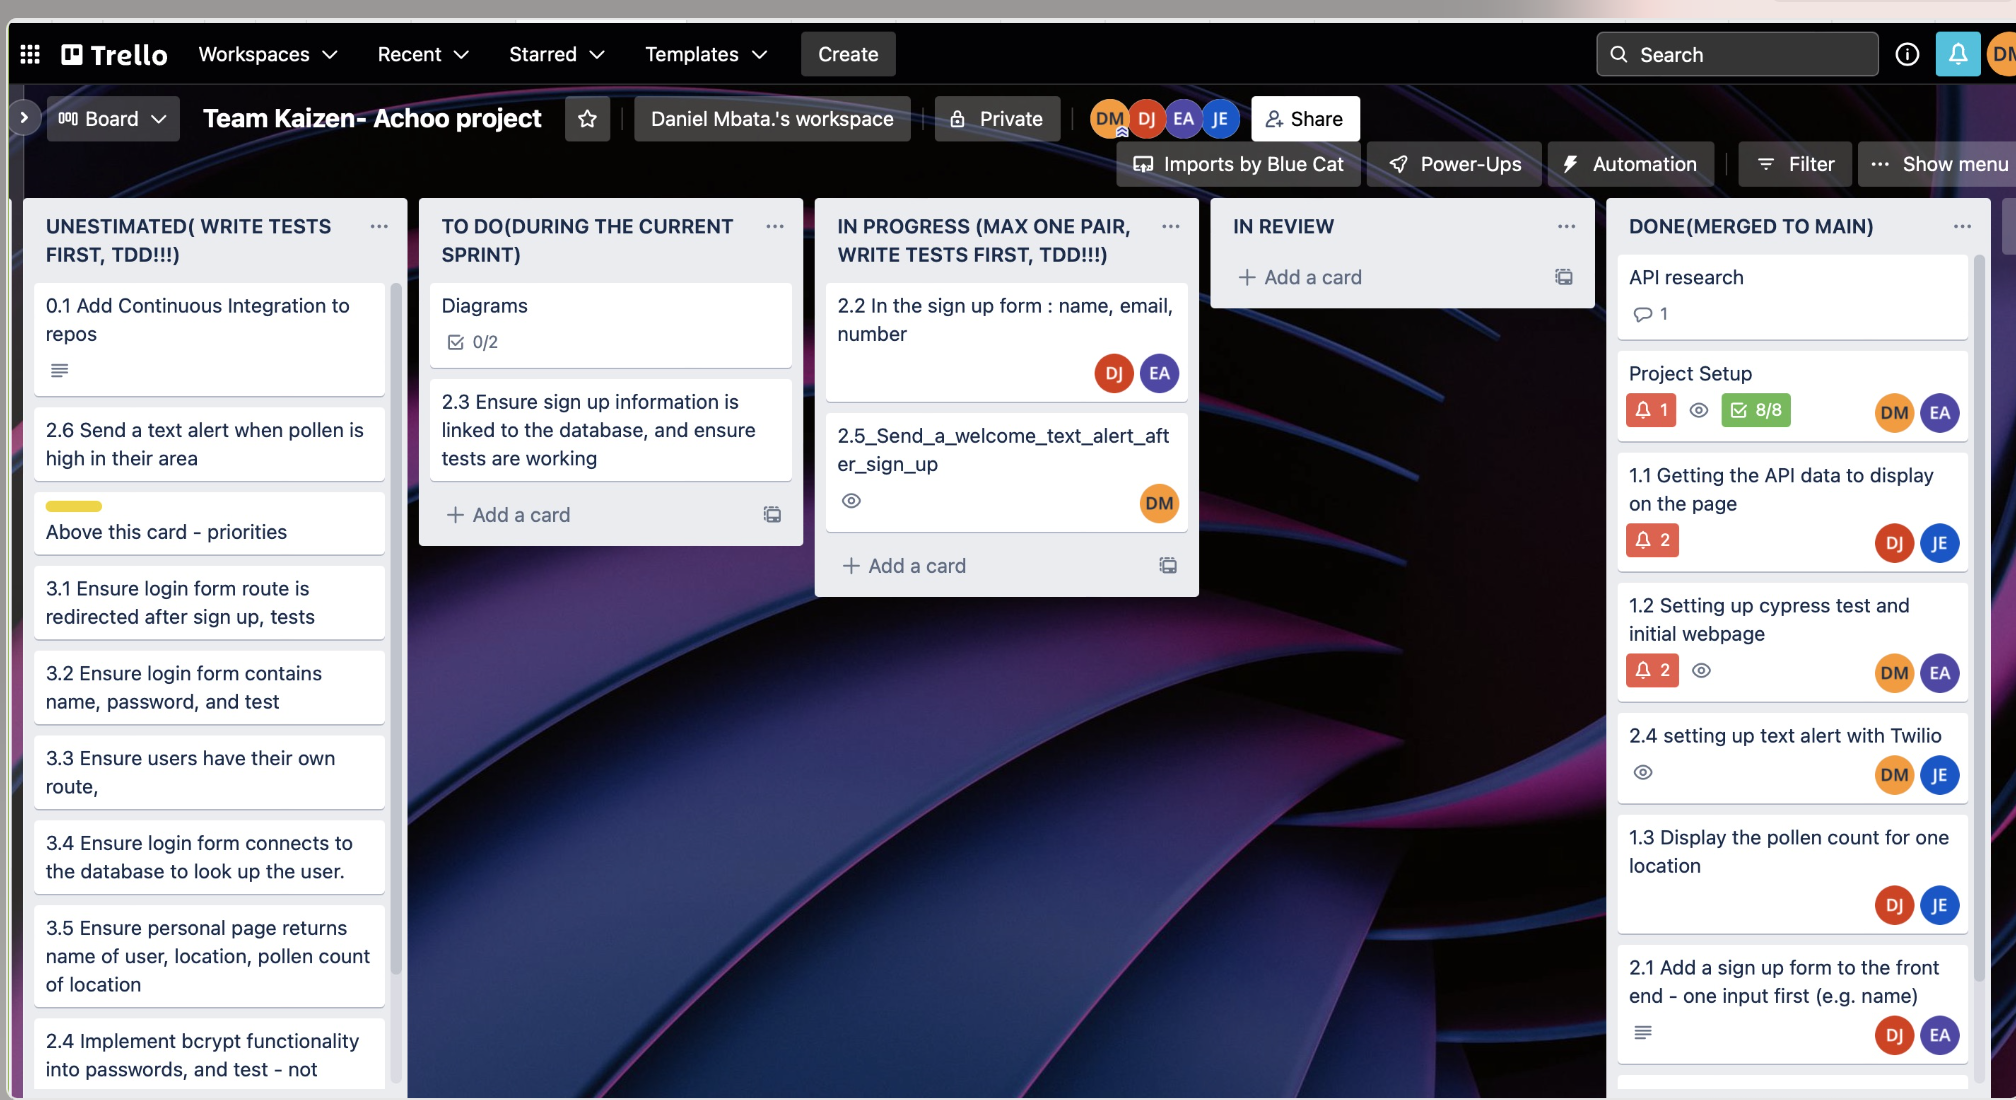 Trello
Workspaces
Recent
Starred
Templates
Create
Search
DM
Board
Team Kaizen- Achoo project
Daniel Mbata.'s workspace
Private
DM
DJ
EA
JE
Share
Imports by Blue Cat
Power-Ups
Automation
Filter
Show menu
UNESTIMATED( WRITE TESTS
FIRST, TDD!!!)
0.1 Add Continuous Integration to
repos
2.6 Send a text alert when pollen is
high in their area
Above this card - priorities
3.1 Ensure login form route is
redirected after sign up, tests
3.2 Ensure login form contains
name, password, and test
3.3 Ensure users have their own
route,
3.4 Ensure login form connects to
the database to look up the user.
3.5 Ensure personal page returns
name of user, location, pollen count
of location
2.4 Implement bcrypt functionality
into passwords, and test - not
TO DO(DURING THE CURRENT
SPRINT)
Diagrams
0/2
2.3 Ensure sign up information is
linked to the database, and ensure
tests are working
+ Add a card
IN PROGRESS (MAX ONE PAIR,
WRITE TESTS FIRST, TDD!!!)
2.2 In the sign up form : name, email,
number
DJ EA
2.5_Send_a_welcome_text_alert_aft
er_sign_up
DM
+ Add a card
IN REVIEW
+ Add a card
DONE(MERGED TO MAIN)
API research
1
Project Setup
1 8/8 DM EA
1.1 Getting the API data to display
on the page
2 DJ JE
1.2 Setting up cypress test and
initial webpage
2 DM EA
2.4 setting up text alert with Twilio
DM JE
1.3 Display the pollen count for one
location
DJ JE
2.1 Add a sign up form to the front
end - one input first (e.g. name)
DJ EA